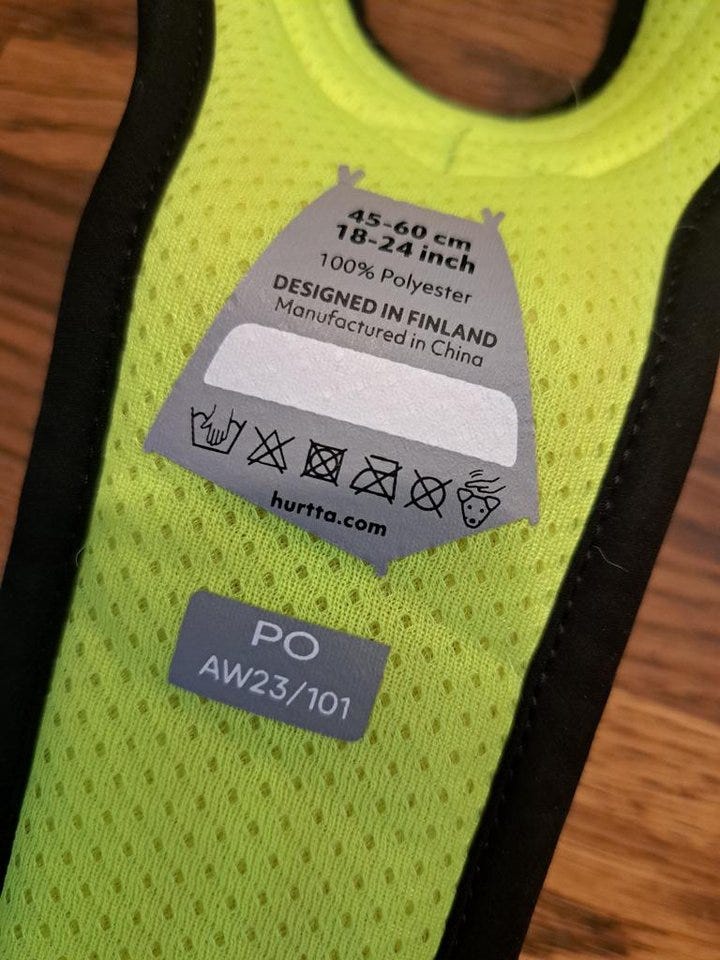 45-60 cm
18-24 inch
100% Polyester
DESIGNED IN FINLAND
Manufactured in China
hurtta.com
PO
AW23/101